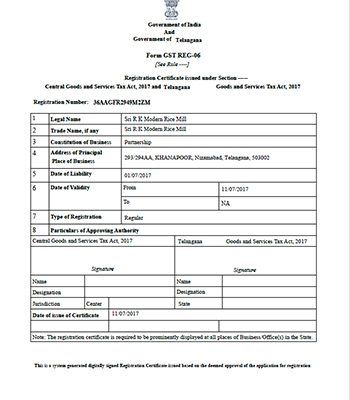 Government of India
And
Government of Telangana
Form GST REG-06
[See Rule ----]
Registration Certificate issued under Section -----
Central Goods and Services Tax Act, 2017 and Telangana Goods and Services Tax Act, 2017
Registration Number: 36AAGFR2949M2ZM
1 Legal Name Sri R K Modern Rice Mill
2 Trade Name, if any Sri R K Modern Rice Mill
3 Constitution of Business Partnership
4 Address of Principal Place of Business 293/294AA, KHANAPOOR, Nizamabad, Telangana, 503002
5 Date of Liability 01/07/2017
6 Date of Validity From 11/07/2017
To NA
7 Type of Registration Regular
8 Particulars of Approving Authority
Central Goods and Services Tax Act, 2017 Telangana Goods and Services Tax Act, 2017
Signature Signature
Name Name
Designation Designation
Jurisdiction Center State
Date of issue of Certificate 11/07/2017
Note: The registration certificate is required to be prominently displayed at all places of Business/Office(s) in the State.
This is a system generated digitally signed Registration Certificate issued based on the deemed approval of the application for registration